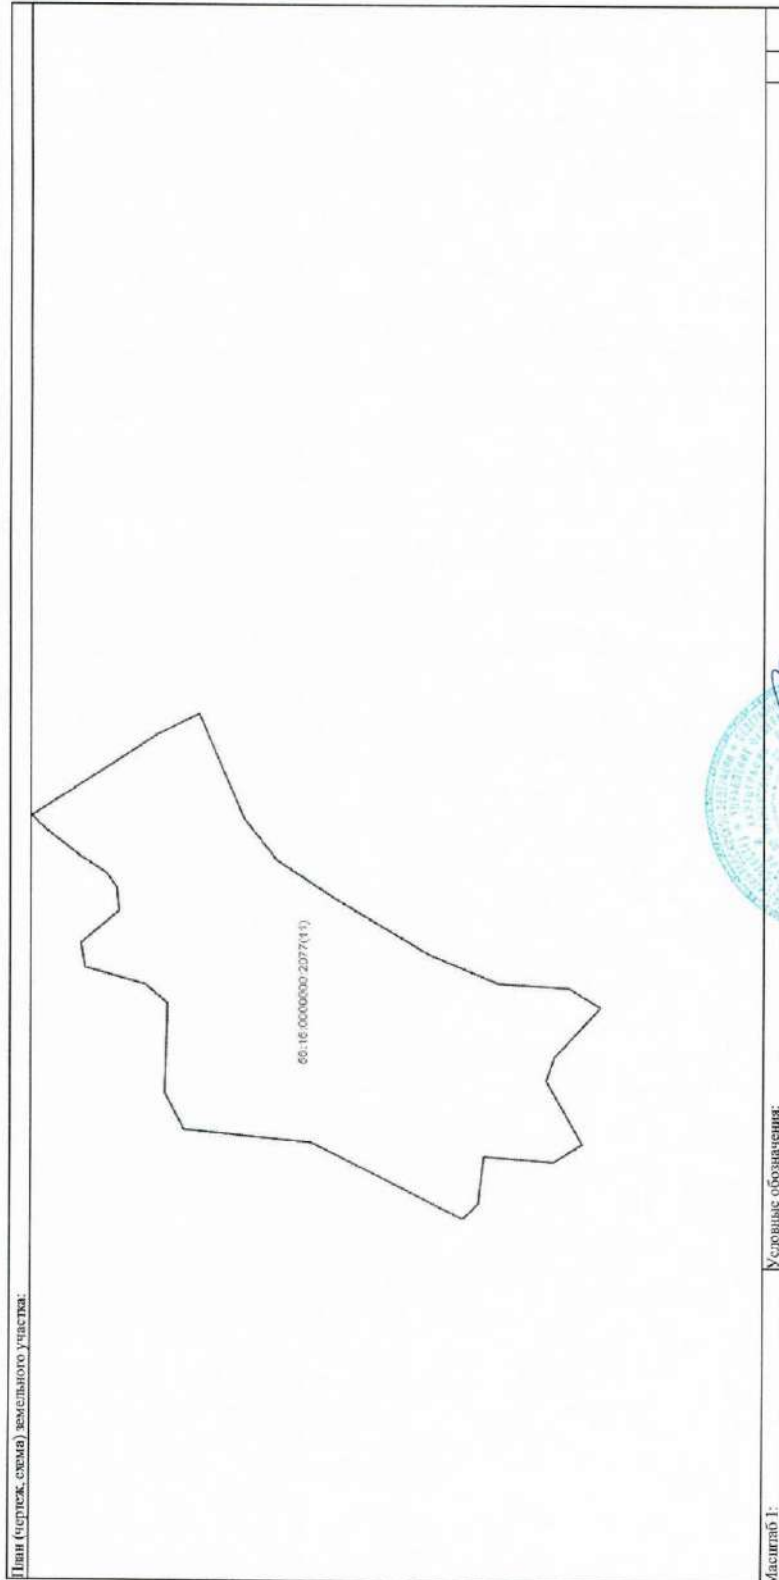 План (чертеж, схема) земельного участка:
66:16:0000000:2077(11)
Масштаб 1:
Условные обозначения: